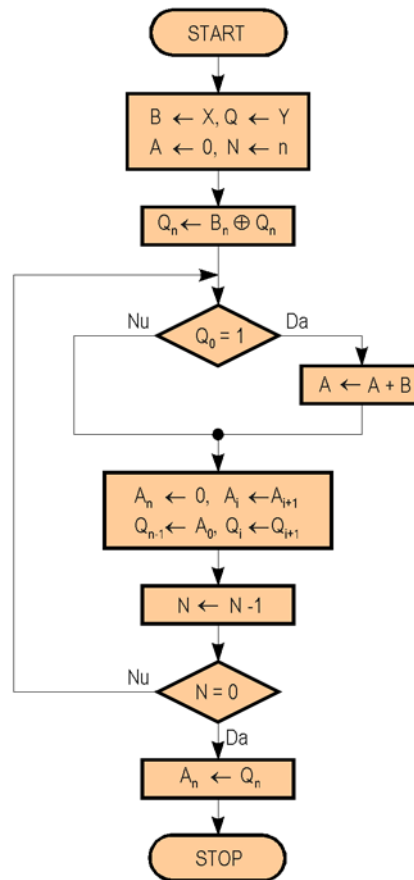 START
B ← X, Q ← Y
A ← 0, N ← n
Qₙ ← Bₙ ⊕ Qₙ
Nu
Da
Q₀ = 1
A ← A + B
Aₙ ← 0, Aᵢ ←Aᵢ₊₁
Qₙ₋₁ ← A₀, Qᵢ ←Qᵢ₊₁
N ← N -1
Nu
N = 0
Da
Aₙ ← Qₙ
STOP